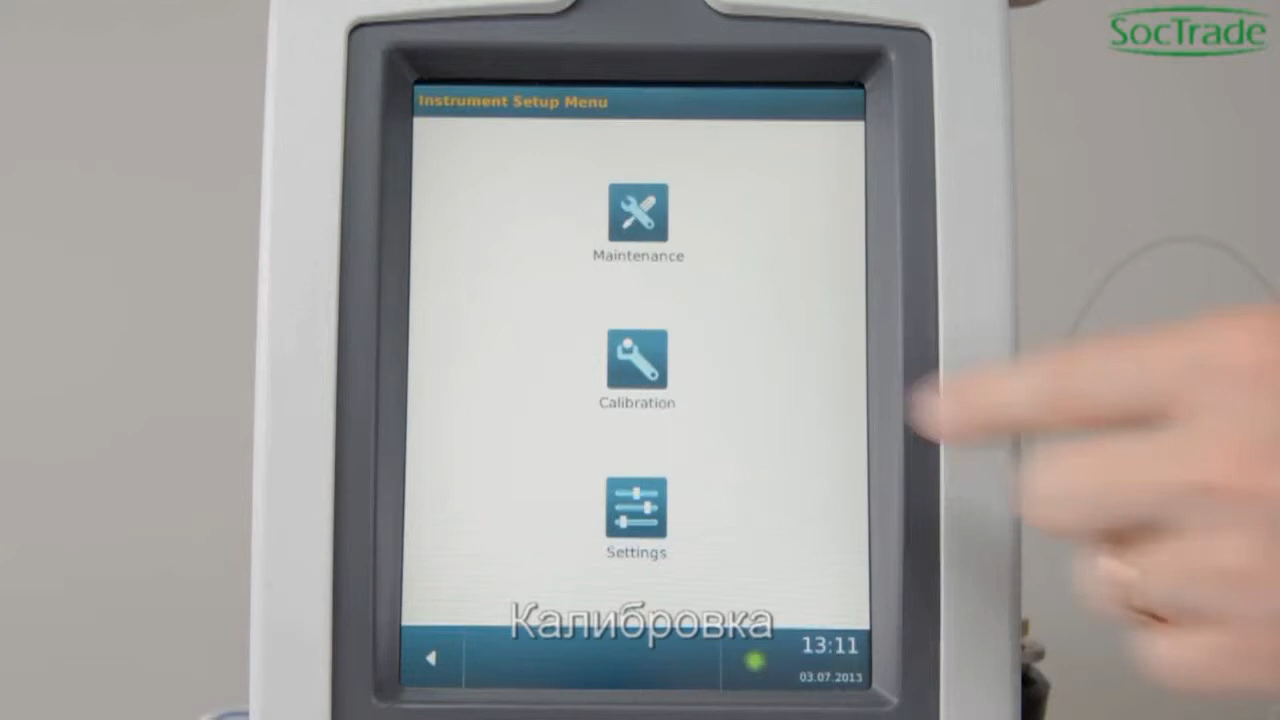 SocTrade
Instrument Setup Menu
Maintenance
Calibration
Settings
Калибровка
13:11
03.07.2013